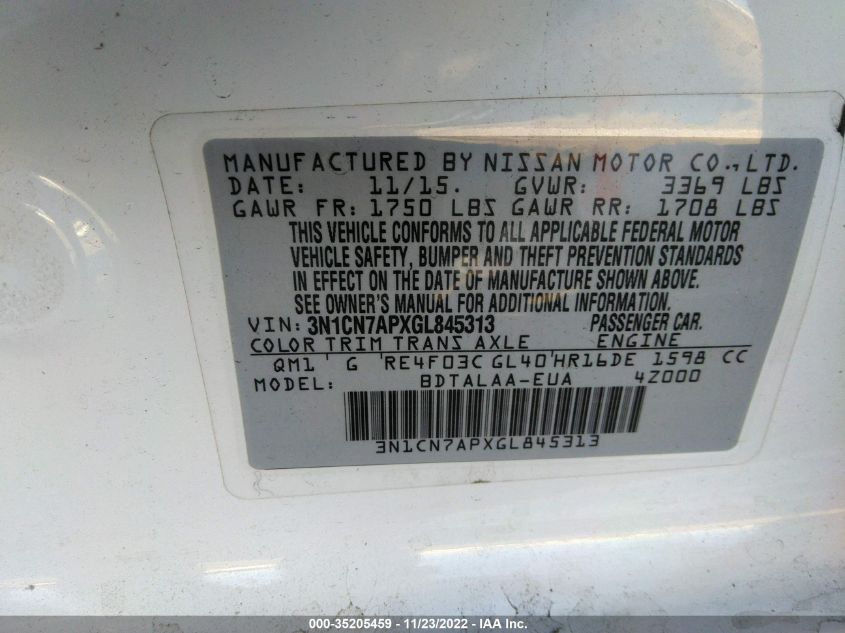 MANUFACTURED BY NISSAN MOTOR CO.,LTD.
DATE: 11/15. GVWR: 3369 LBS
GAWR FR: 1750 LBS GAWR RR: 1708 LBS
THIS VEHICLE CONFORMS TO ALL APPLICABLE FEDERAL MOTOR
VEHICLE SAFETY, BUMPER AND THEFT PREVENTION STANDARDS
IN EFFECT ON THE DATE OF MANUFACTURE SHOWN ABOVE.
SEE OWNER'S MANUAL FOR ADDITIONAL INFORMATION.
VIN: 3N1CN7APXGL845313 PASSENGER CAR.
COLOR TRIM TRANS AXLE ENGINE
QM1 G RE4F03C GL40 HR16DE 1598 CC
MODEL: BDTALAA-EUA 4Z000
3N1CN7APXGL845313
000-35205459 - 11/23/2022 - IAA Inc.